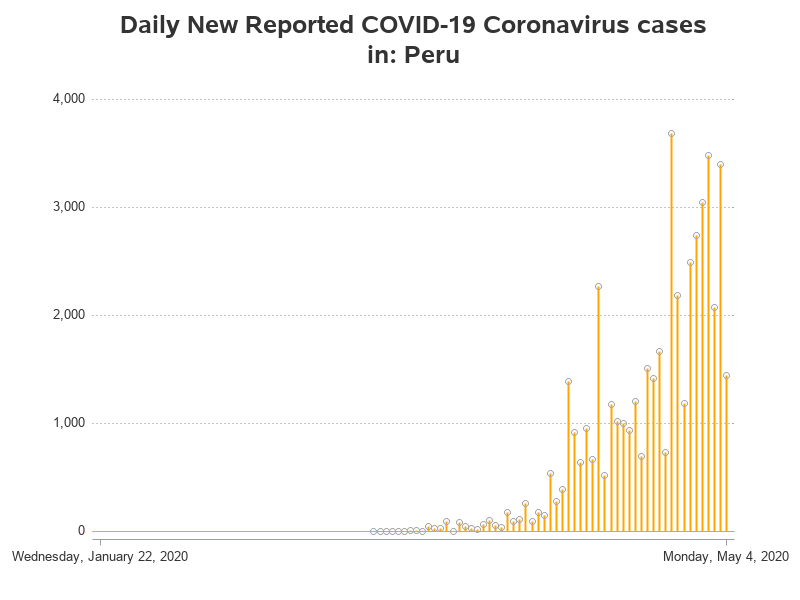 Daily New Reported COVID-19 Coronavirus cases
in: Peru
4,000
3,000
2,000
1,000
0
Wednesday, January 22, 2020
Monday, May 4, 2020